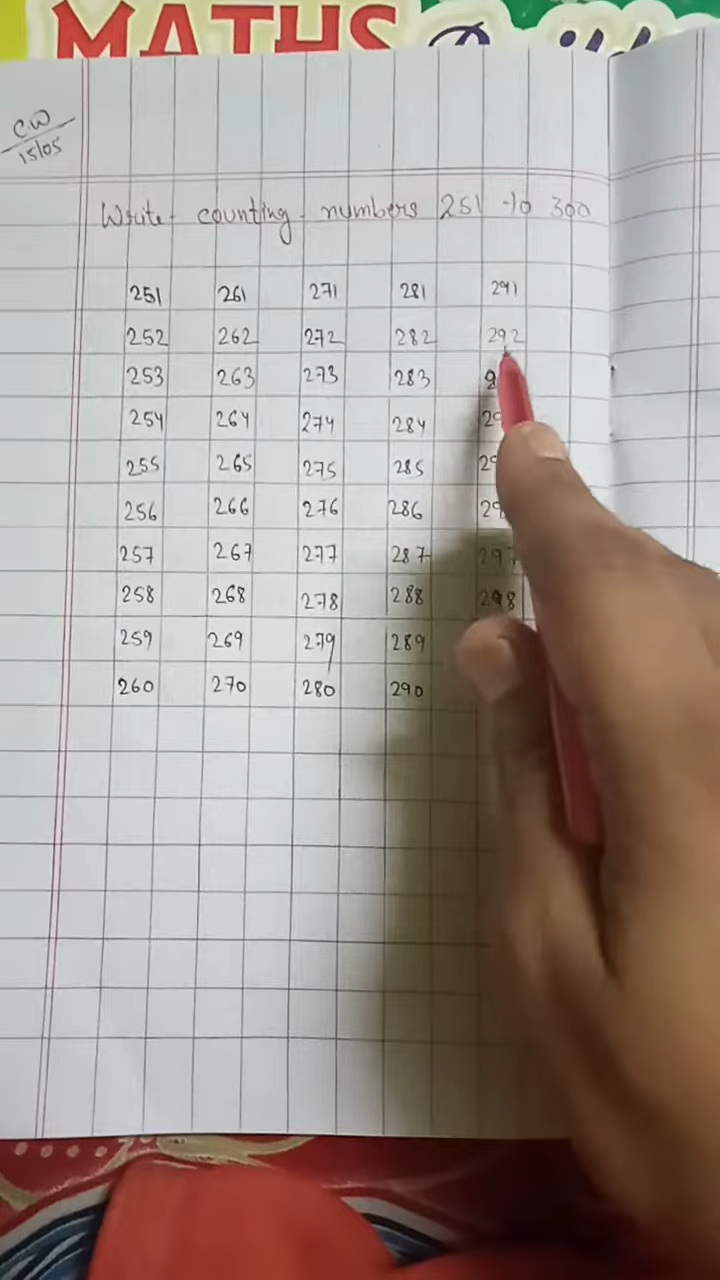 MATHS
CW
15/05
Write counting numbers 251 to 300
251 261 271 281 291
252 262 272 282 292
253 263 273 283
254 264 274 284
255 265 275 285
256 266 276 286
257 267 277 287 297
258 268 278 288 298
259 269 279 289
260 270 280 290